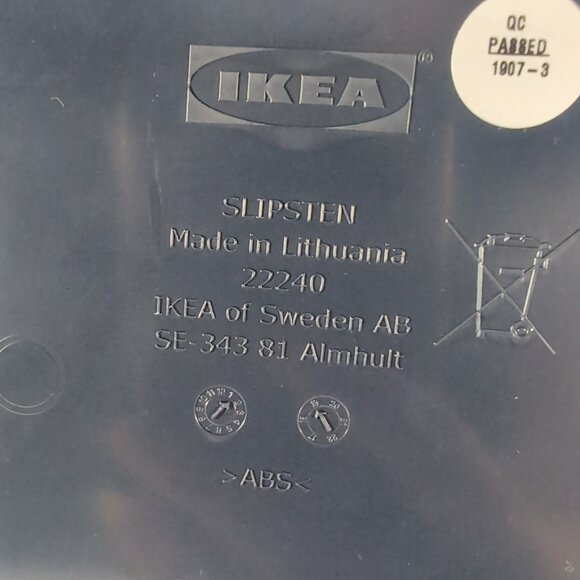 IKEA®
QC
PASSED
1907-3
SLIPSTEN
Made in Lithuania
22240
IKEA of Sweden AB
SE-343 81 Almhult
>ABS<